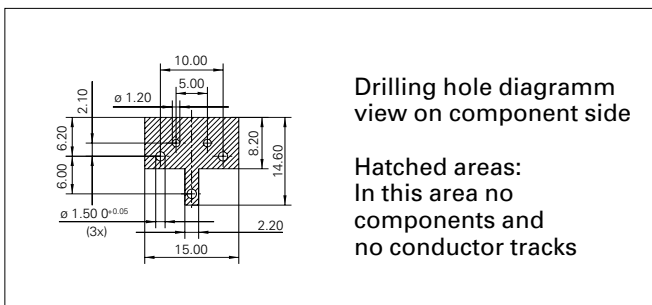 10.00
5.00
ø 1.20
2.10
6.20
6.00
8.20
14.60
ø 1.50 0+0.05
(3x)
2.20
15.00
Drilling hole diagramm
view on component side
Hatched areas:
In this area no
components and
no conductor tracks